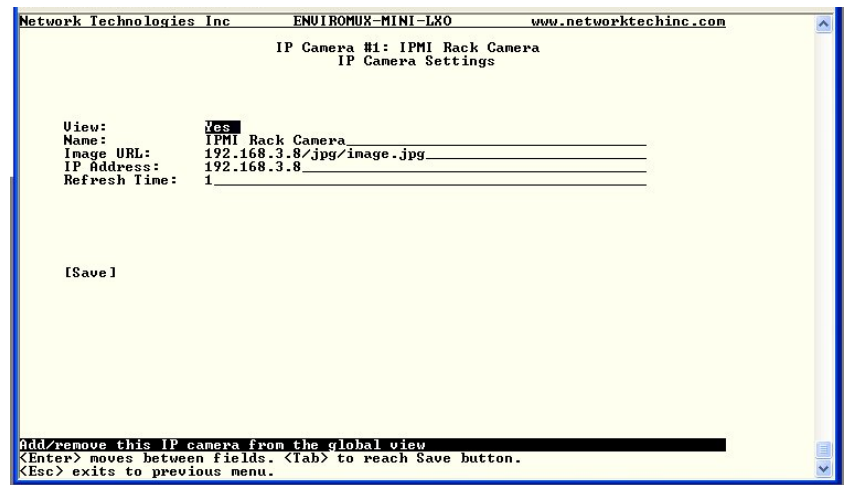 Network Technologies Inc ENVIROMUX-MINI-LXO www.networktechinc.com
IP Camera #1: IPMI Rack Camera
IP Camera Settings
View: Yes
Name: IPMI Rack Camera
Image URL: 192.168.3.8/jpg/image.jpg
IP Address: 192.168.3.8
Refresh Time: 1
[Save]
Add/remove this IP camera from the global view
<Enter> moves between fields. <Tab> to reach Save button.
<Esc> exits to previous menu.